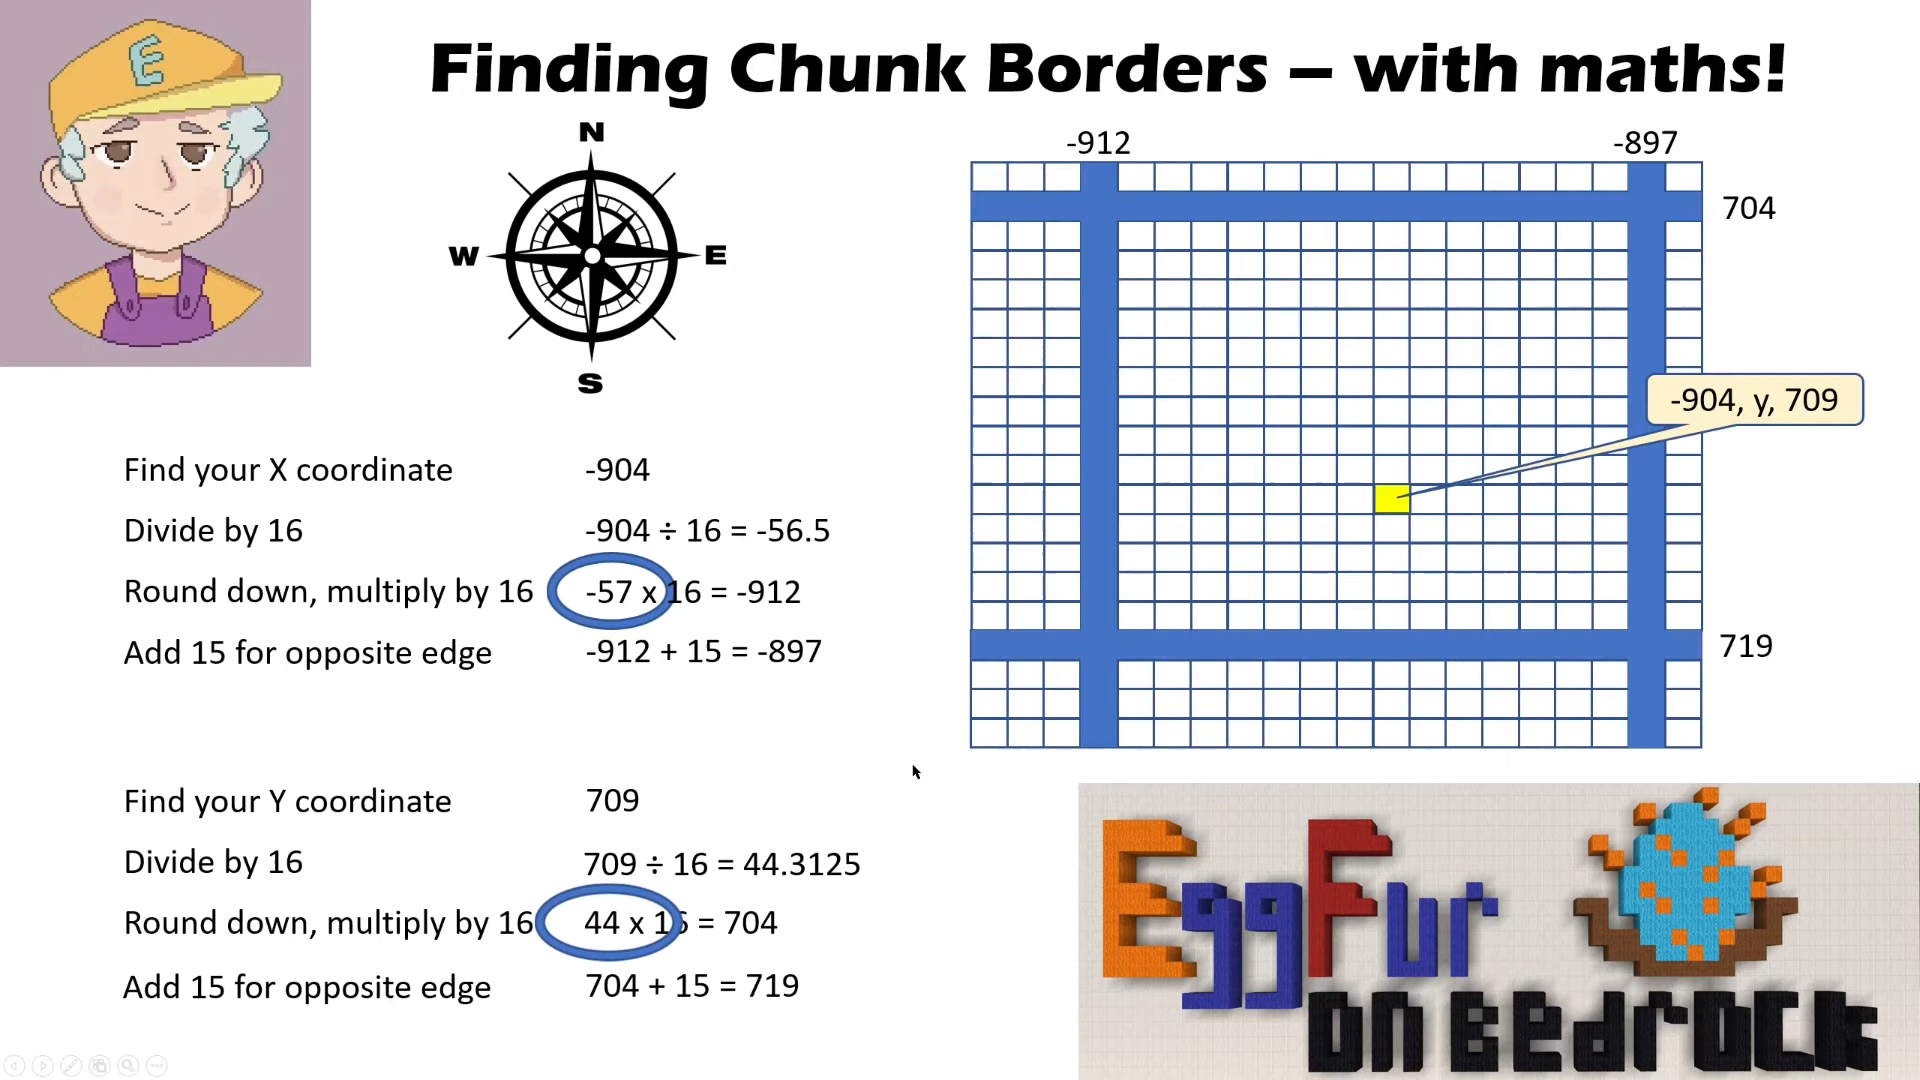 E
Finding Chunk Borders – with maths!
N
W
E
S
-912
-897
704
-904, y, 709
719
Find your X coordinate -904
Divide by 16 -904 ÷ 16 = -56.5
Round down, multiply by 16 -57 x 16 = -912
Add 15 for opposite edge -912 + 15 = -897
Find your Y coordinate 709
Divide by 16 709 ÷ 16 = 44.3125
Round down, multiply by 16 44 x 16 = 704
Add 15 for opposite edge 704 + 15 = 719
EggFur
on Bedrock